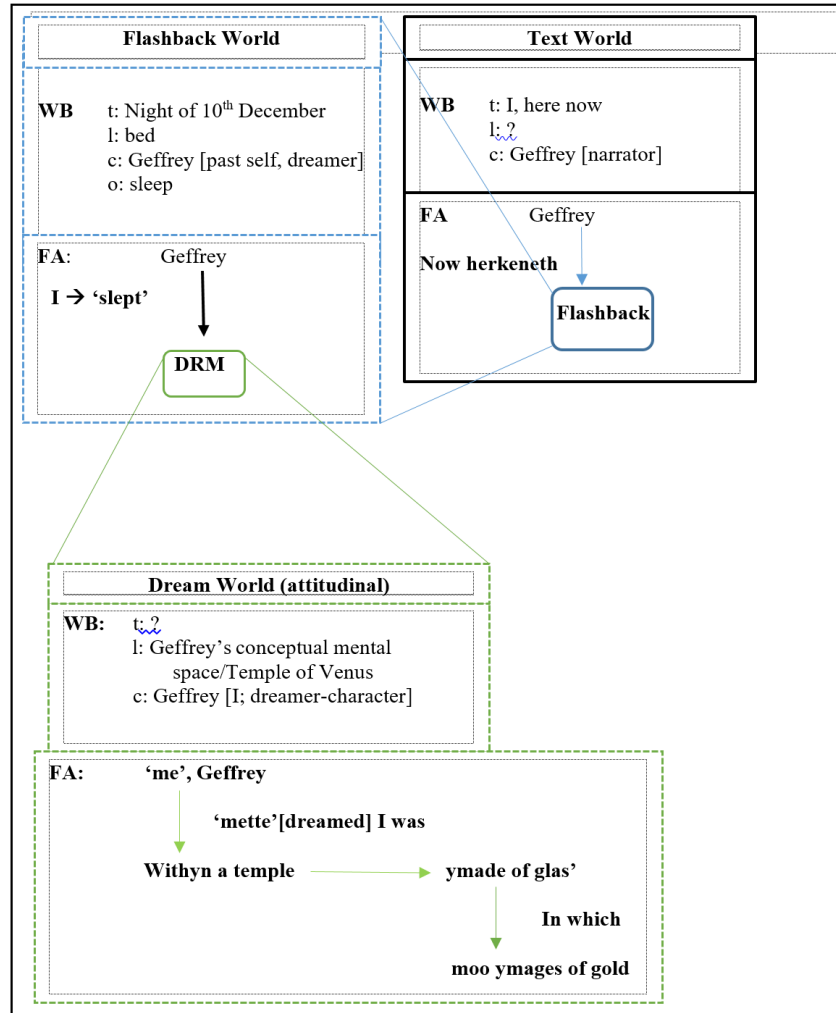 Flashback World
WB t: Night of 10th December
l: bed
c: Geffrey [past self, dreamer]
o: sleep
FA: Geffrey
I → ‘slept’
DRM
Text World
WB t: I, here now
l: ?
c: Geffrey [narrator]
FA Geffrey
Now herkeneth
Flashback
Dream World (attitudinal)
WB: t: ?
l: Geffrey’s conceptual mental
space/Temple of Venus
c: Geffrey [I; dreamer-character]
FA: ‘me’, Geffrey
‘mette’[dreamed] I was
Withyn a temple ymade of glas’
In which
moo ymages of gold